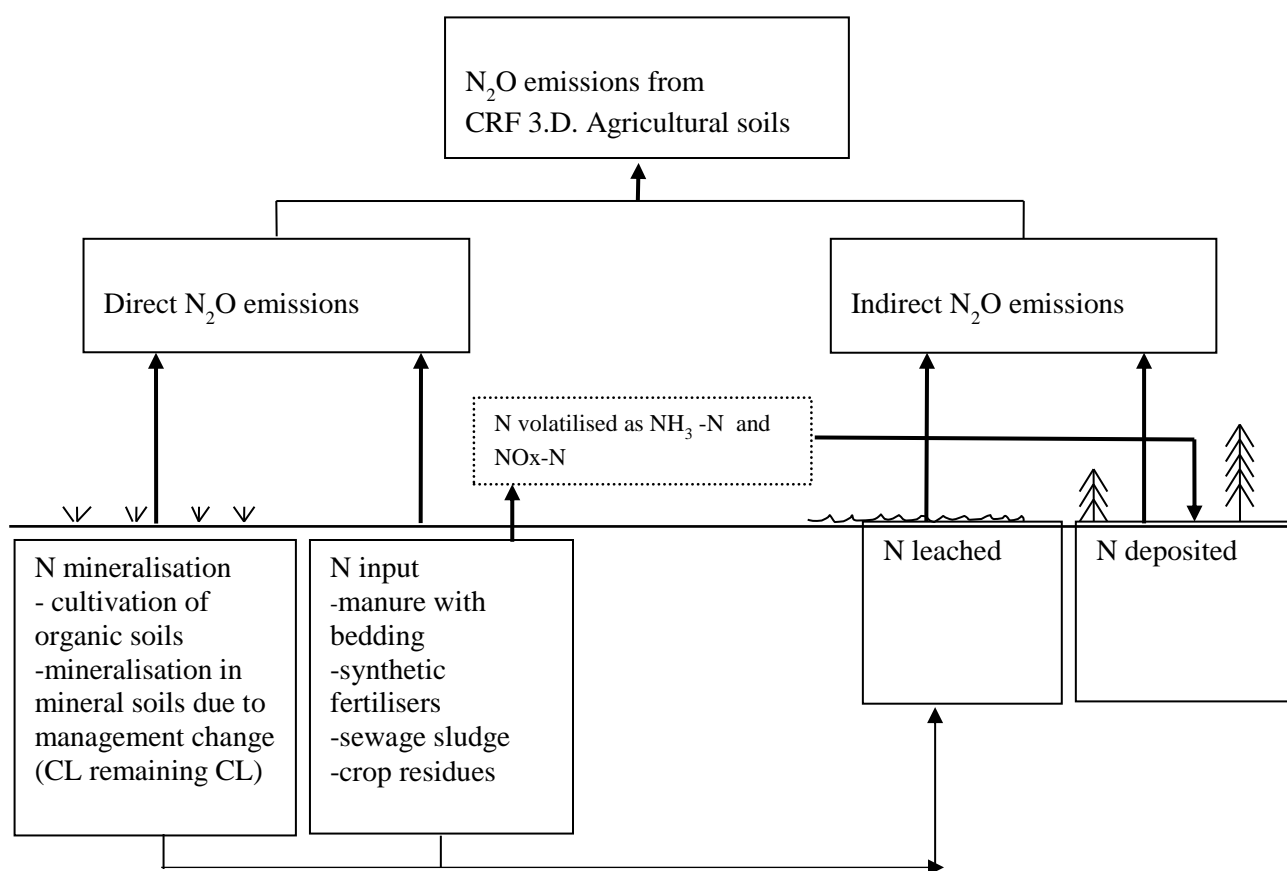 N₂O emissions from
CRF 3.D. Agricultural soils
Direct N₂O emissions
Indirect N₂O emissions
N volatilised as NH₃ -N and
NOx-N
N mineralisation
- cultivation of
organic soils
-mineralisation in
mineral soils due to
management change
(CL remaining CL)
N input
-manure with
bedding
-synthetic
fertilisers
-sewage sludge
-crop residues
N leached
N deposited